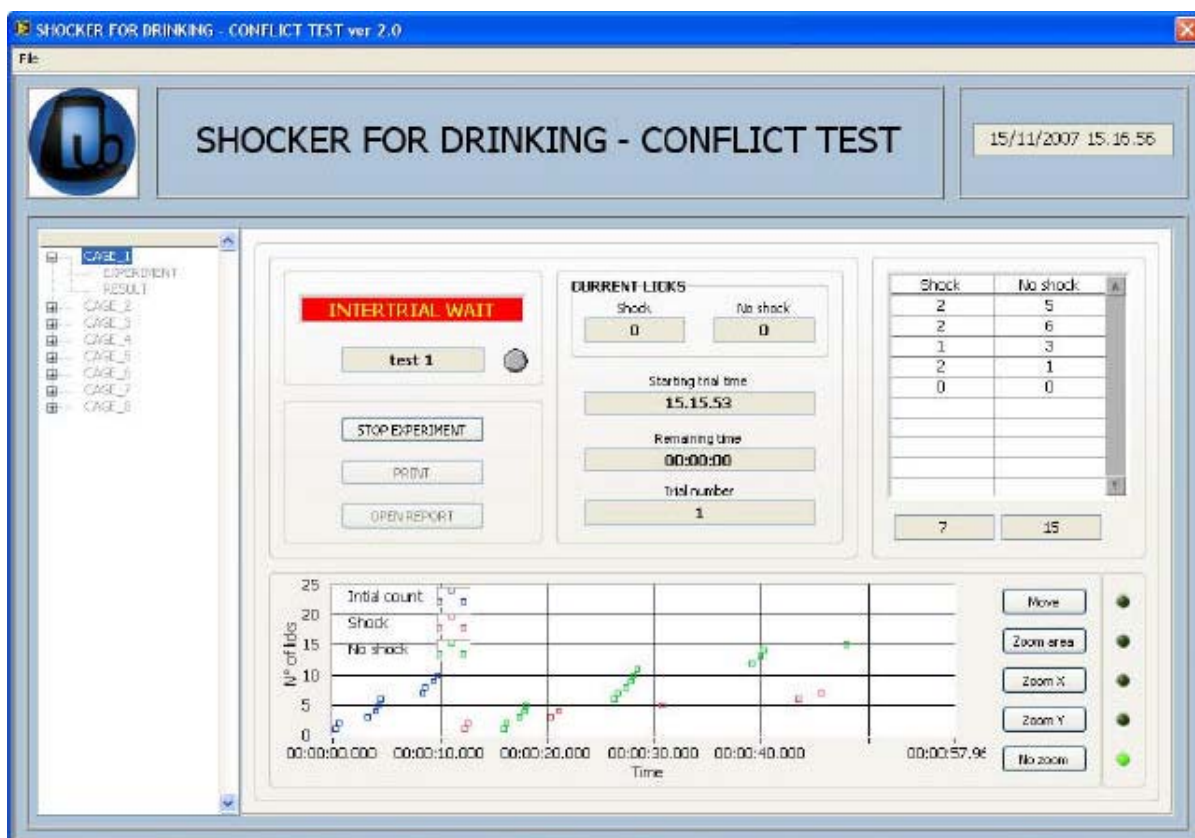 SHOCKER FOR DRINKING - CONFLICT TEST ver 2.0
File
SHOCKER FOR DRINKING - CONFLICT TEST
15/11/2007 15.16.56
CAGE_1
EXPERIMENT
RESULT
CAGE_2
CAGE_3
CAGE_4
CAGE_5
CAGE_6
CAGE_7
CAGE_8
INTERTRIAL WAIT
test 1
STOP EXPERIMENT
PRINT
OPEN REPORT
CURRENT LICKS
Shock No shock
0 0
Starting trial time
15.15.53
Remaining time
00:00:00
Trial number
1
Shock No shock
2 5
2 6
1 3
2 1
0 0
7 15
N° of licks
25
20
15
10
5
0
Intial count
Shock
No shock
00:00:00.000 00:00:10.000 00:00:20.000 00:00:30.000 00:00:40.000 00:00:57.96
Time
Move
Zoom area
Zoom X
Zoom Y
No zoom